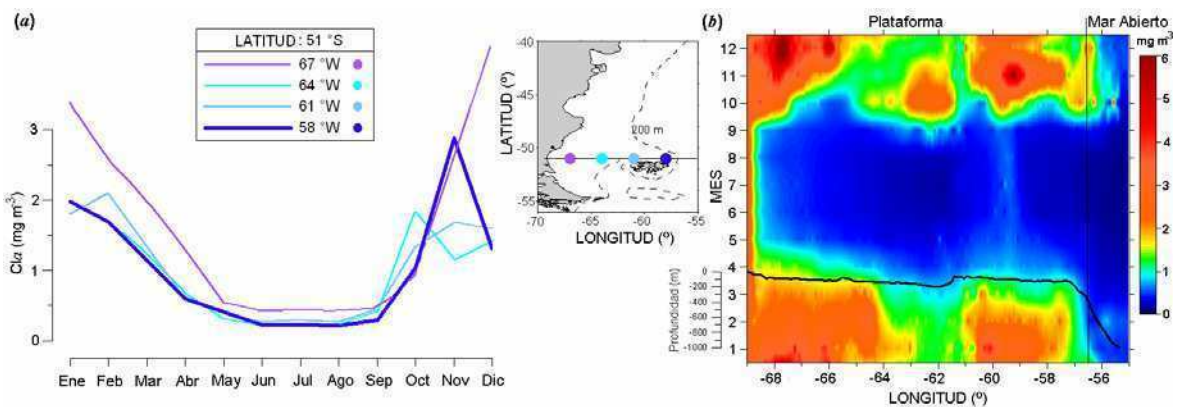 (a)
LATITUD: 51 °S
67 °W
64 °W
61 °W
58 °W
Cla (mg m-3)
3
2
1
0
Ene Feb Mar Abr May Jun Jul Ago Sep Oct Nov Dic
-40
-45
-50
-55
LATITUD (º)
200 m
-70 -65 -60 -55
LONGITUD (º)
(b)
Plataforma
Mar Abierto
mg m3
MES
12
11
10
9
8
7
6
5
4
3
2
1
Profundidad (m)
0
-200
-400
-600
-800
-1000
-68 -66 -64 -62 -60 -58 -56
LONGITUD (º)
6
5
4
3
2
1
0